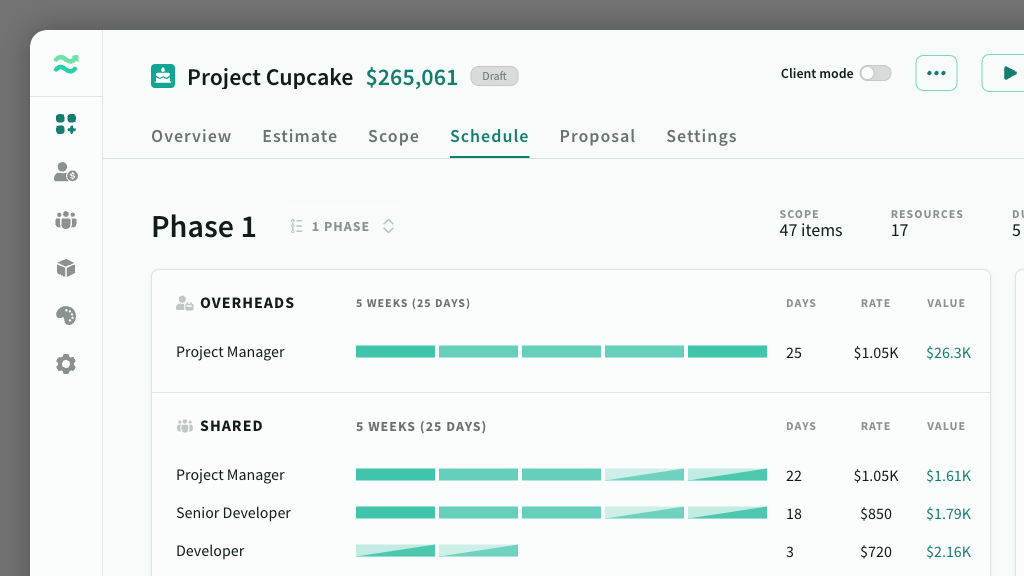 Project Cupcake $265,061 Draft
Client mode
Overview Estimate Scope Schedule Proposal Settings
Phase 1 1 PHASE
SCOPE RESOURCES
47 items 17 5
OVERHEADS 5 WEEKS (25 DAYS) DAYS RATE VALUE
Project Manager 25 $1.05K $26.3K
SHARED 5 WEEKS (25 DAYS) DAYS RATE VALUE
Project Manager 22 $1.05K $1.61K
Senior Developer 18 $850 $1.79K
Developer 3 $720 $2.16K